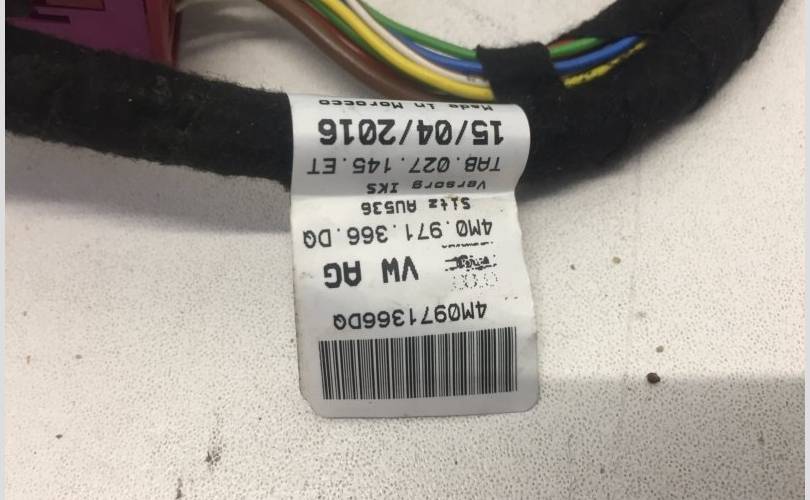 4M0971366DQ
VW AG
4M0.971.366.DQ
Sitz AU536
Versorg IKS
TAB.027.145.ET
15/04/2016
Made in Morocco